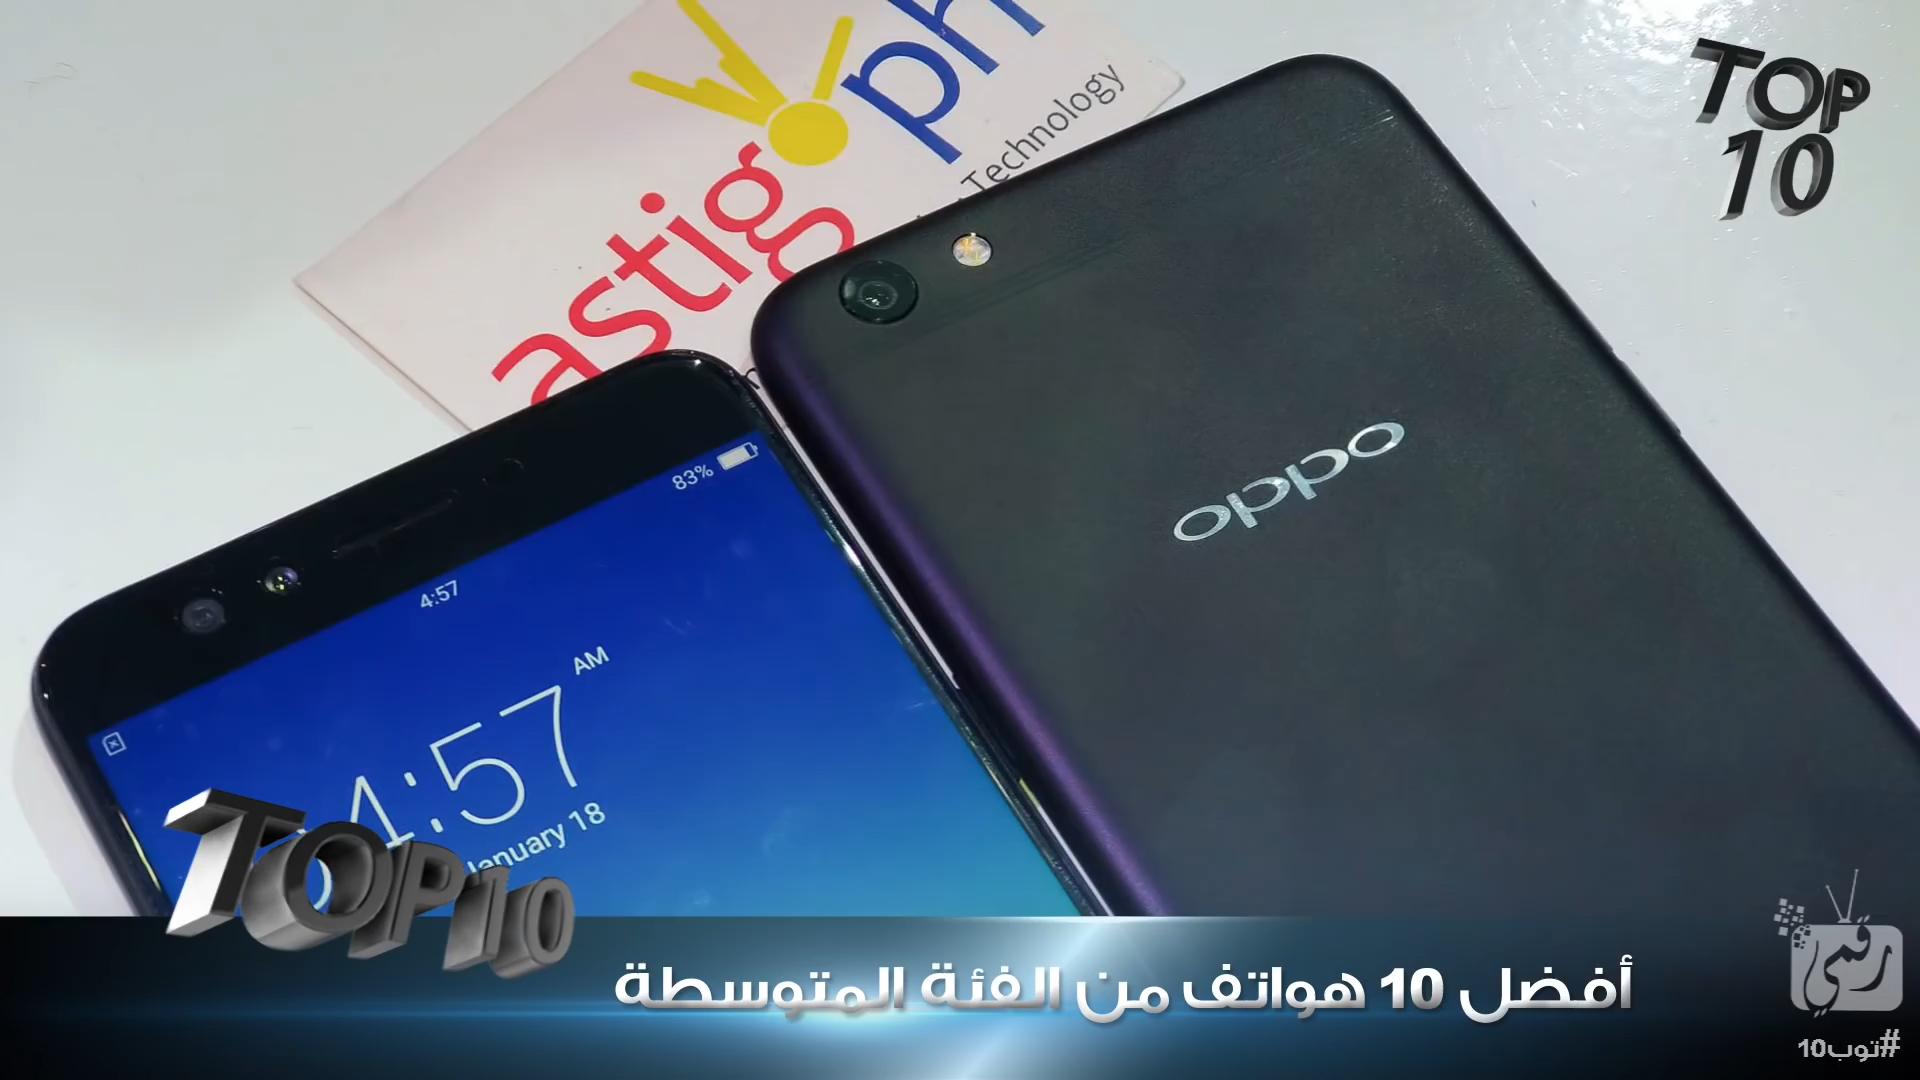 TOP
10
astig
ph
Technology
oppo
83%
4:57
AM
4:57
January 18
TOP10
أفضل 10 هواتف من الفئة المتوسطة
رقمي
#توب10